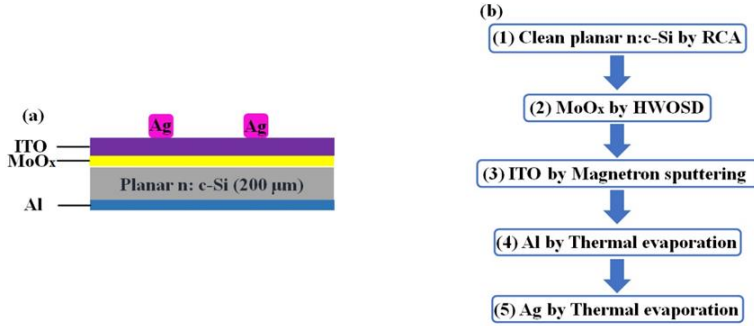 (a)
Ag Ag
ITO
MoOx
Planar n: c-Si (200 μm)
Al
(b)
(1) Clean planar n:c-Si by RCA
(2) MoOx by HWOSD
(3) ITO by Magnetron sputtering
(4) Al by Thermal evaporation
(5) Ag by Thermal evaporation